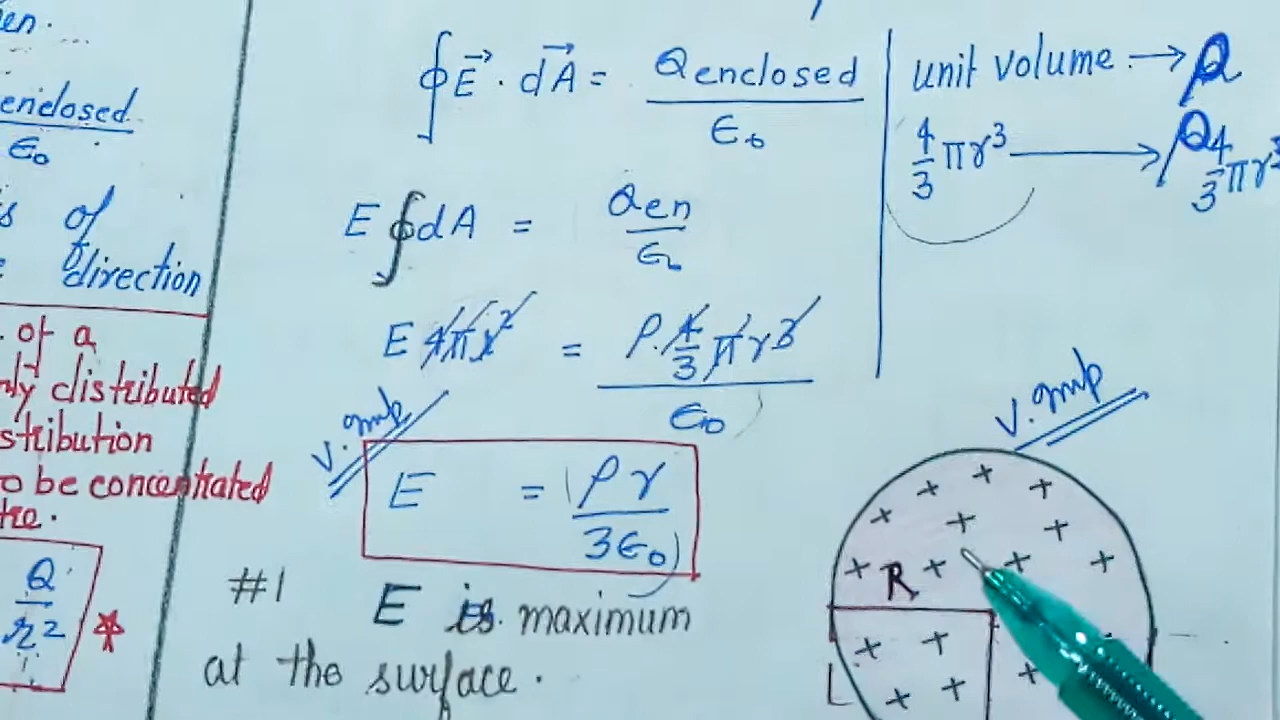 en.
enclosed
ε₀
s of
direction
of a
mly distributed
stribution
o be concentrated
tre.
Q
r²
∮E⃗ · dA⃗ = Qenclosed / ε₀
E ∮dA = Qen / ε₀
E 4πr² = ρ·4/3 πr³ / ε₀
V. Imp
E = ρr / 3ε₀
#1 E is maximum
at the surface.
unit volume → ρ
4/3 πr³ → ρ 4/3 πr³
V. Imp
+ + +
+ + +
+ + + +
R
+ +
+ + +